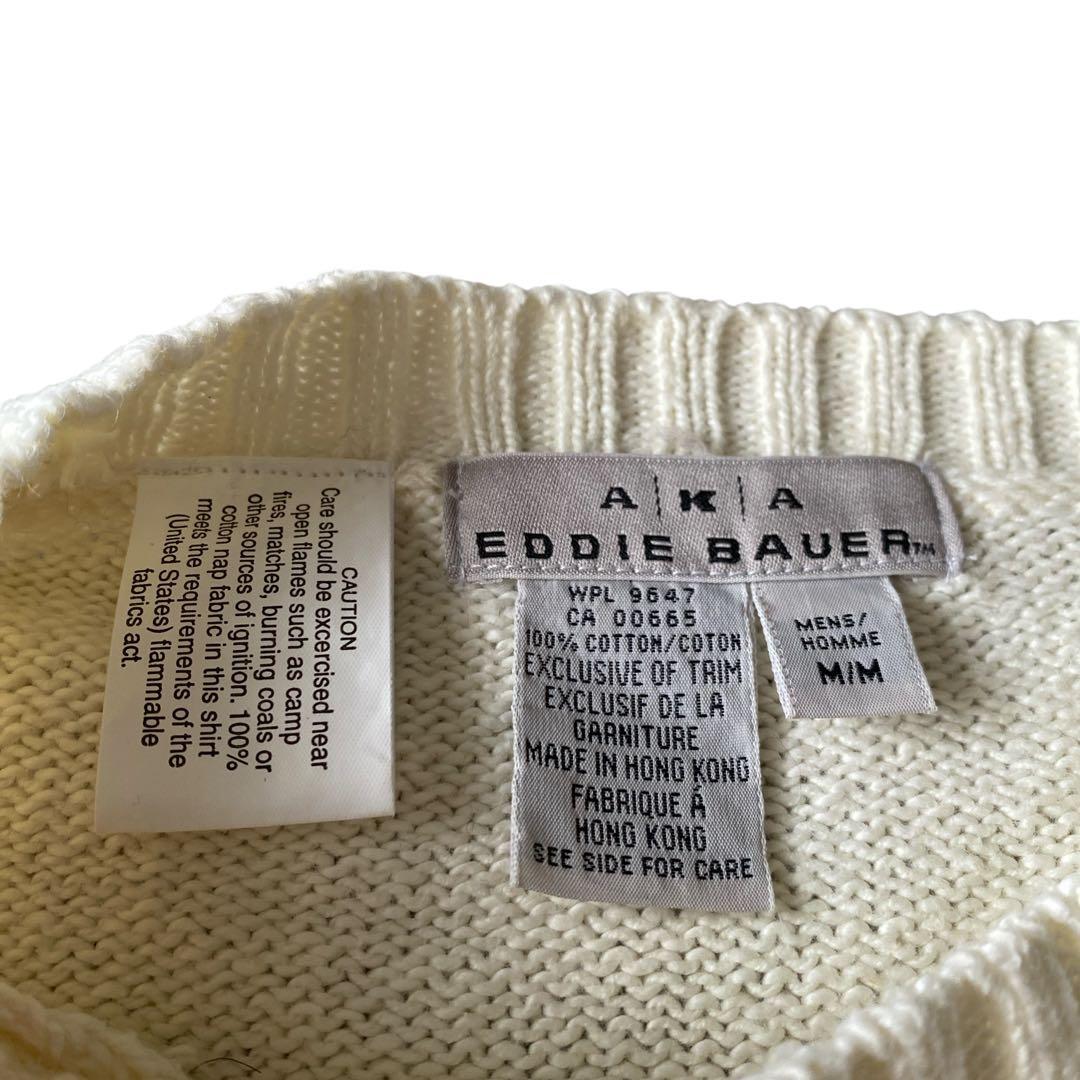 CAUTION
Care should be excercised near
open flames such as camp
fires, matches, burning coals or
other sources of ignition. 100%
cotton nap fabric in this shirt
meets the requirements of the
(United States) flammable
fabrics act.
A|K|A
EDDIE BAUER™
WPL 9647
CA 00665
100% COTTON/COTON
EXCLUSIVE OF TRIM
EXCLUSIF DE LA
GARNITURE
MADE IN HONG KONG
FABRIQUE Á
HONG KONG
SEE SIDE FOR CARE
MENS/
HOMME
M/M